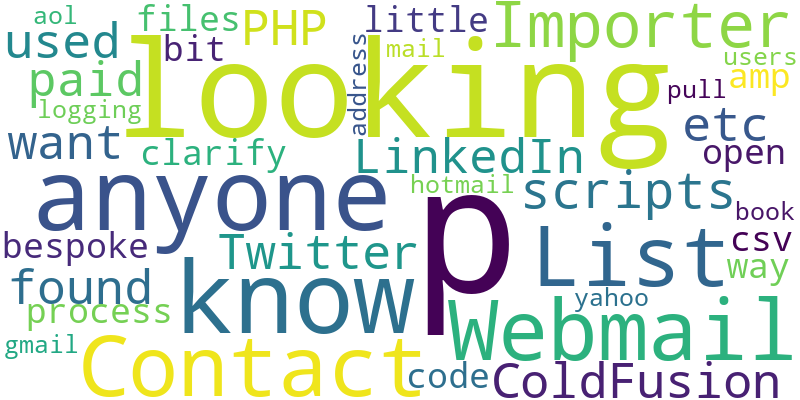 aol
files
PHP
little
Importer
used
bit
mail
users
looking
address
paid
pull
amp
logging
want
clarify
LinkedIn
etc
open
anyone
hotmail
p
scripts
book
bespoke
Twitter
List
csv
way
found
know
yahoo
process
Webmail
gmail
Contact
code
ColdFusion